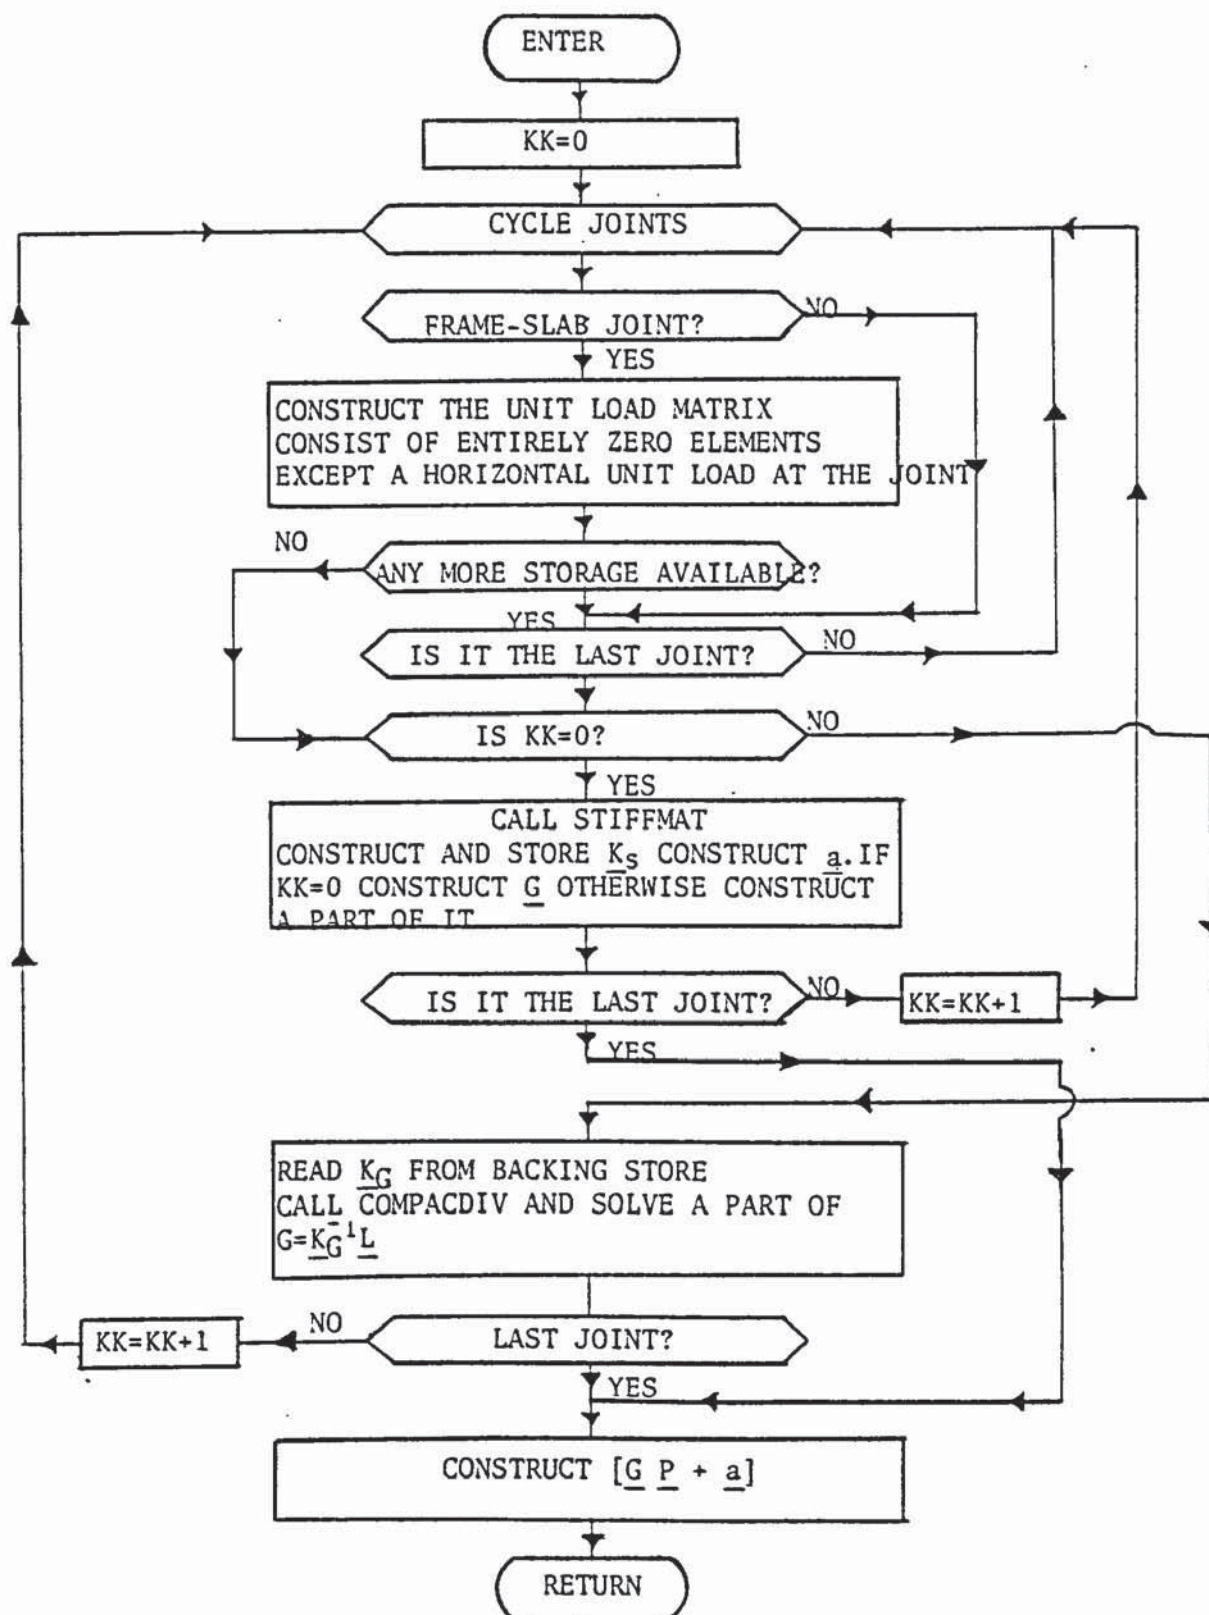 ENTER
KK=0
CYCLE JOINTS
FRAME-SLAB JOINT?
NO
YES
CONSTRUCT THE UNIT LOAD MATRIX
CONSIST OF ENTIRELY ZERO ELEMENTS
EXCEPT A HORIZONTAL UNIT LOAD AT THE JOINT
NO
ANY MORE STORAGE AVAILABLE?
YES
IS IT THE LAST JOINT?
NO
IS KK=0?
NO
YES
CALL STIFFMAT
CONSTRUCT AND STORE K_S CONSTRUCT a. IF
KK=0 CONSTRUCT G OTHERWISE CONSTRUCT
A PART OF IT
IS IT THE LAST JOINT?
NO
KK=KK+1
YES
READ K_G FROM BACKING STORE
CALL COMPACDIV AND SOLVE A PART OF
G=K_G^-1 L
KK=KK+1
NO
LAST JOINT?
YES
CONSTRUCT [G P + a]
RETURN